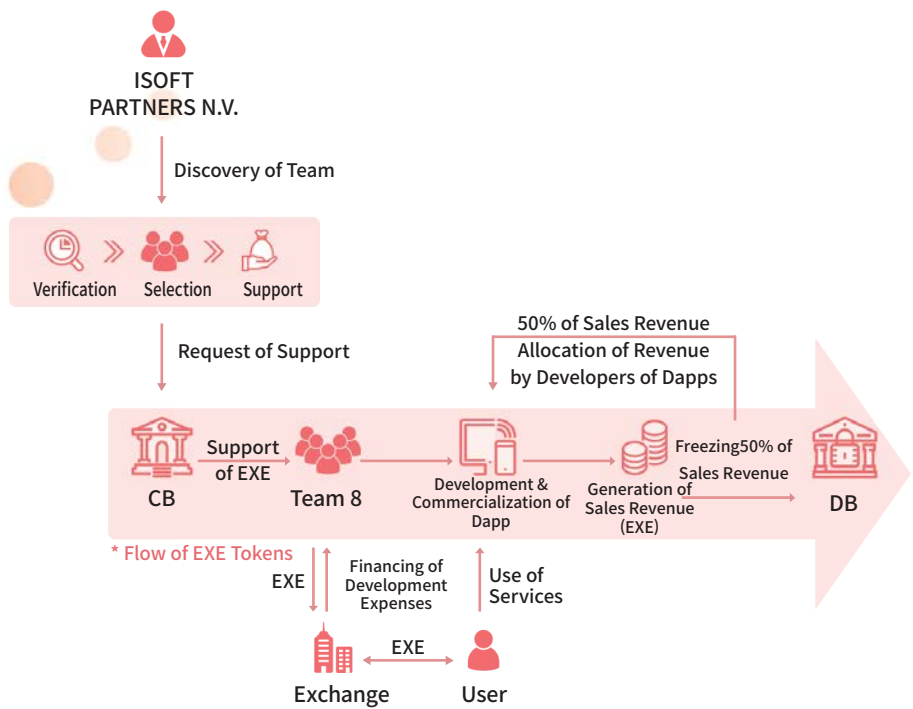 ISOFT
PARTNERS N.V.
Discovery of Team
Verification
Selection
Support
Request of Support
50% of Sales Revenue
Allocation of Revenue
by Developers of Dapps
CB
Support
of EXE
Team 8
Development &
Commercialization of
Dapp
Generation of
Sales Revenue
(EXE)
Freezing50% of
Sales Revenue
DB
* Flow of EXE Tokens
EXE
Financing of
Development
Expenses
Use of
Services
Exchange
EXE
User